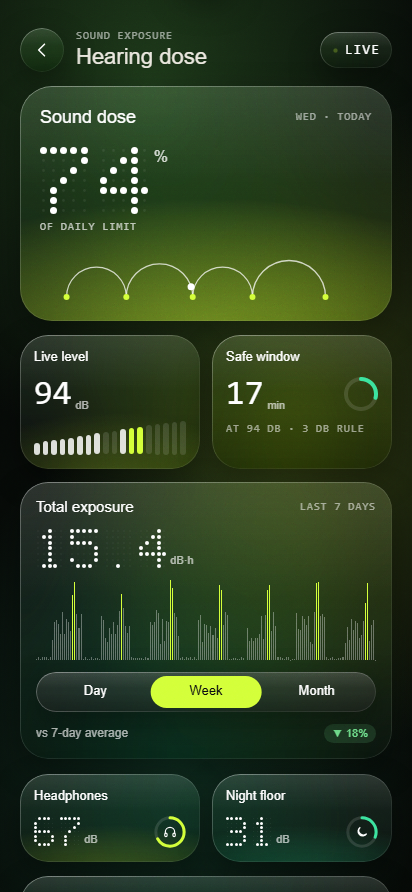 SOUND EXPOSURE
Hearing dose
LIVE
Sound dose
WED · TODAY
74 %
OF DAILY LIMIT
Live level
94 dB
Safe window
17 min
AT 94 DB · 3 DB RULE
Total exposure
LAST 7 DAYS
15.4 dB·h
Day
Week
Month
vs 7-day average
▼ 18%
Headphones
67 dB
Night floor
31 dB